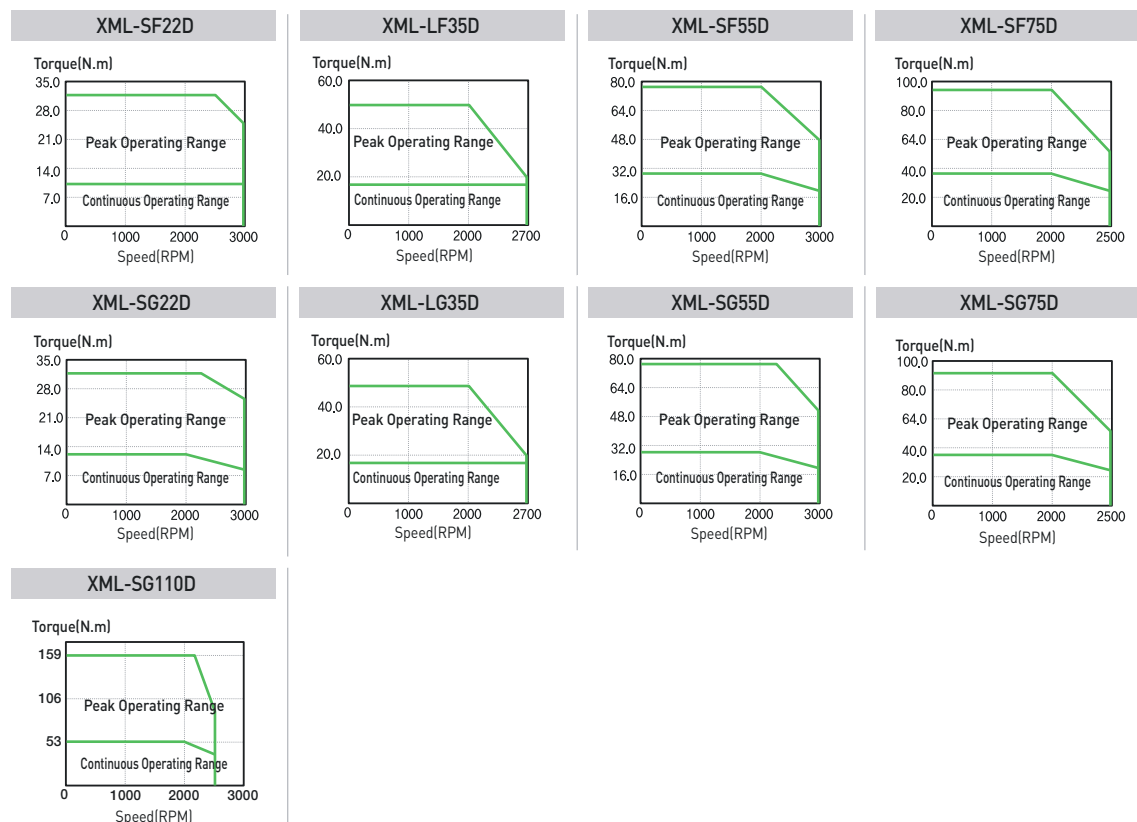 XML-SF22D
Torque(N.m)
35.0
28.0
21.0
14.0
7.0
Peak Operating Range
Continuous Operating Range
0 1000 2000 3000
Speed(RPM)
XML-LF35D
Torque(N.m)
60.0
40.0
20.0
Peak Operating Range
Continuous Operating Range
0 1000 2000 2700
Speed(RPM)
XML-SF55D
Torque(N.m)
80.0
64.0
48.0
32.0
16.0
Peak Operating Range
Continuous Operating Range
0 1000 2000 3000
Speed(RPM)
XML-SF75D
Torque(N.m)
100.0
80.0
64.0
40.0
20.0
Peak Operating Range
Continuous Operating Range
0 1000 2000 2500
Speed(RPM)
XML-SG22D
Torque(N.m)
35.0
28.0
21.0
14.0
7.0
Peak Operating Range
Continuous Operating Range
0 1000 2000 3000
Speed(RPM)
XML-LG35D
Torque(N.m)
60.0
40.0
20.0
Peak Operating Range
Continuous Operating Range
0 1000 2000 2700
Speed(RPM)
XML-SG55D
Torque(N.m)
80.0
64.0
48.0
32.0
16.0
Peak Operating Range
Continuous Operating Range
0 1000 2000 3000
Speed(RPM)
XML-SG75D
Torque(N.m)
100.0
80.0
64.0
40.0
20.0
Peak Operating Range
Continuous Operating Range
0 1000 2000 2500
Speed(RPM)
XML-SG110D
Torque(N.m)
159
106
53
Peak Operating Range
Continuous Operating Range
0 1000 2000 3000
Speed(RPM)